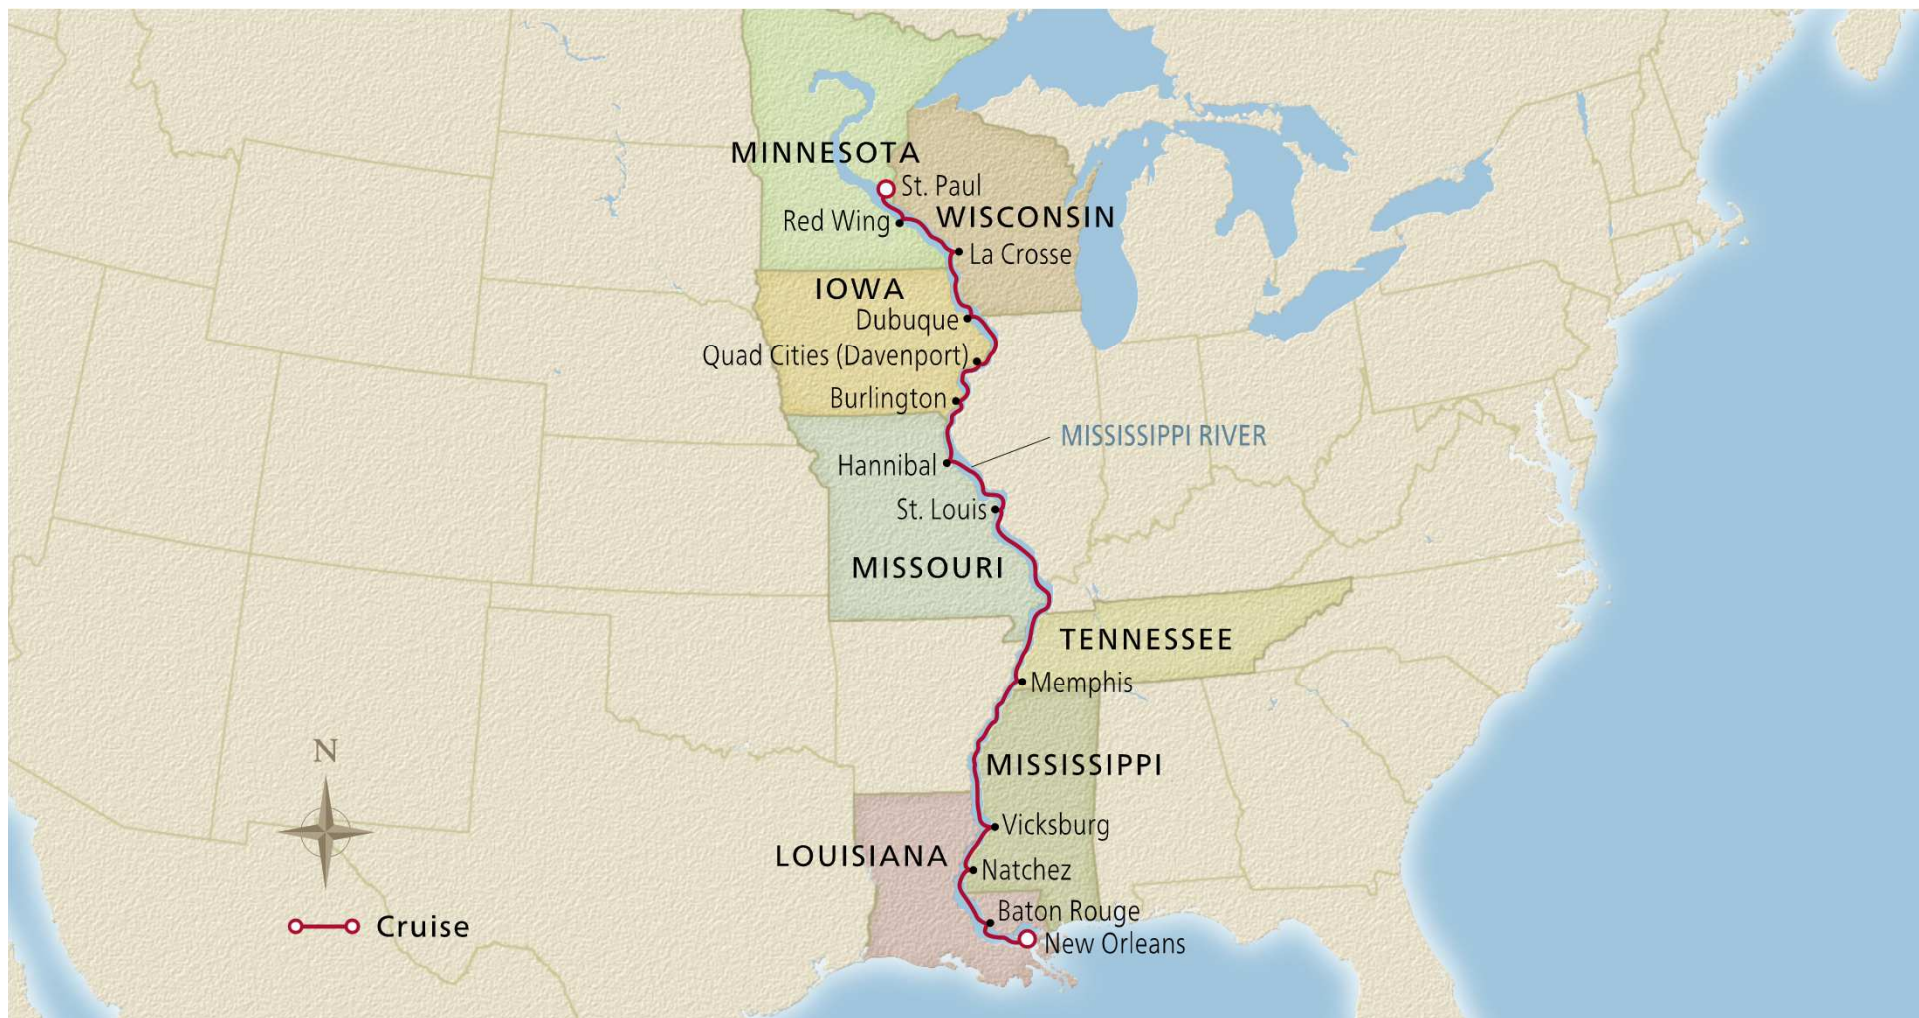 MINNESOTA
St. Paul
WISCONSIN
Red Wing
La Crosse
IOWA
Dubuque
Quad Cities (Davenport)
Burlington
MISSISSIPPI RIVER
Hannibal
St. Louis
MISSOURI
TENNESSEE
Memphis
N
MISSISSIPPI
Vicksburg
LOUISIANA
Natchez
Baton Rouge
Cruise
New Orleans